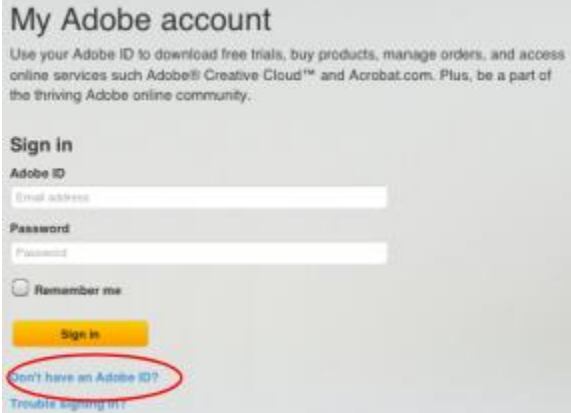 My Adobe account
Use your Adobe ID to download free trials, buy products, manage orders, and access
online services such Adobe® Creative Cloud™ and Acrobat.com. Plus, be a part of
the thriving Adobe online community.
Sign in
Adobe ID
Email address
Password
Password
Remember me
Sign in
Don't have an Adobe ID?
Trouble signing in?